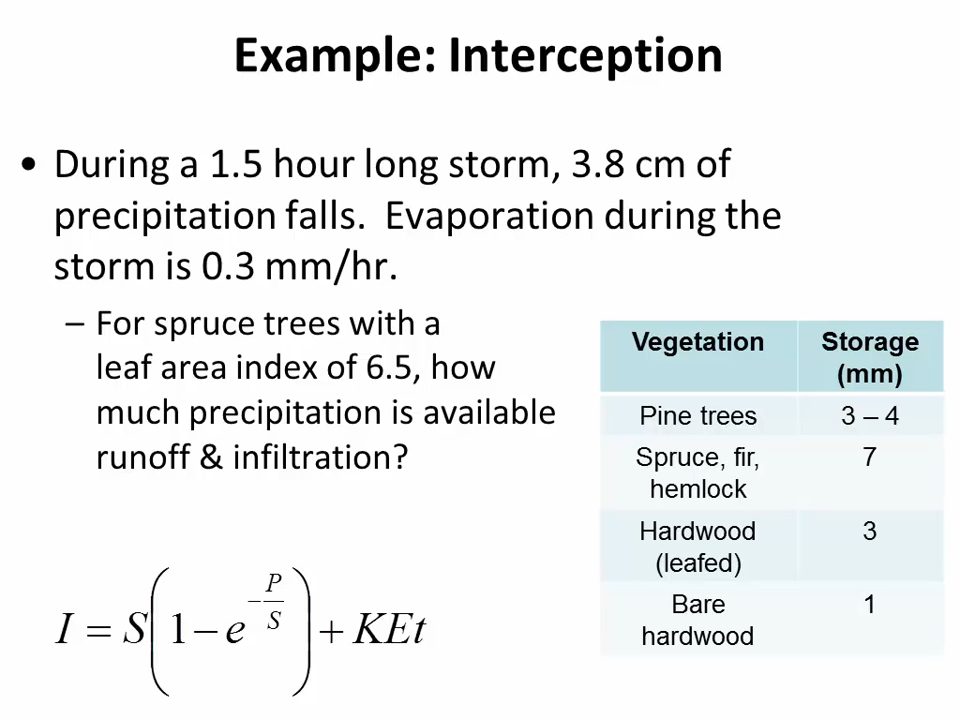 Example: Interception
• During a 1.5 hour long storm, 3.8 cm of
precipitation falls.  Evaporation during the
storm is 0.3 mm/hr.
– For spruce trees with a
leaf area index of 6.5, how
much precipitation is available
runoff & infiltration?
Vegetation Storage
(mm)
Pine trees 3 – 4
Spruce, fir, 7
hemlock
Hardwood 3
(leafed)
Bare 1
hardwood
I = S(1 − e^(−P/S)) + KEt